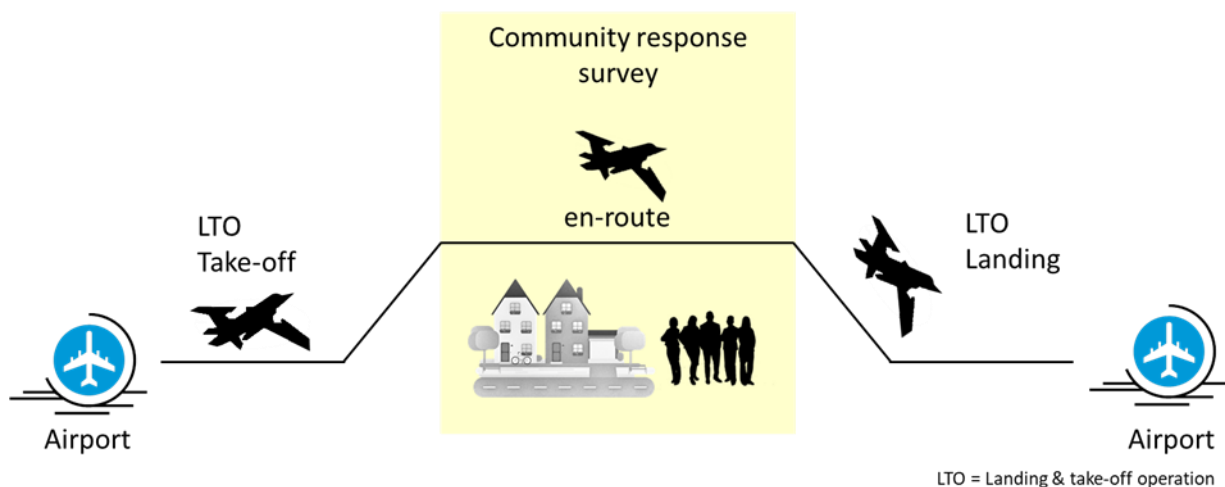 Community response
survey
en-route
LTO
Take-off
LTO
Landing
Airport
Airport
LTO = Landing & take-off operation